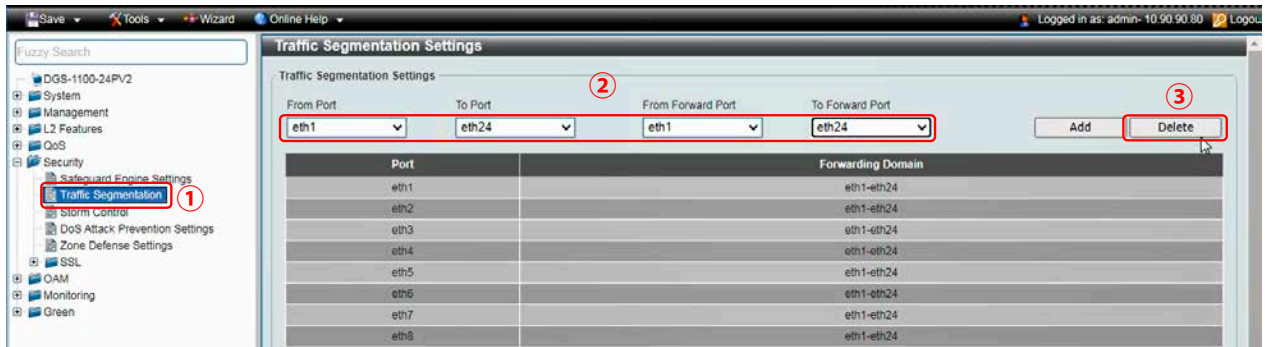 Save Tools Wizard Online Help Logged in as: admin- 10.90.90.80 Logou
Fuzzy Search
DGS-1100-24PV2
System
Management
L2 Features
QoS
Security
Safeguard Engine Settings
Traffic Segmentation ①
Storm Control
DoS Attack Prevention Settings
Zone Defense Settings
SSL
OAM
Monitoring
Green
Traffic Segmentation Settings
Traffic Segmentation Settings
② ③
From Port To Port From Forward Port To Forward Port
eth1 eth24 eth1 eth24 Add Delete
Port Forwarding Domain
eth1 eth1-eth24
eth2 eth1-eth24
eth3 eth1-eth24
eth4 eth1-eth24
eth5 eth1-eth24
eth6 eth1-eth24
eth7 eth1-eth24
eth8 eth1-eth24